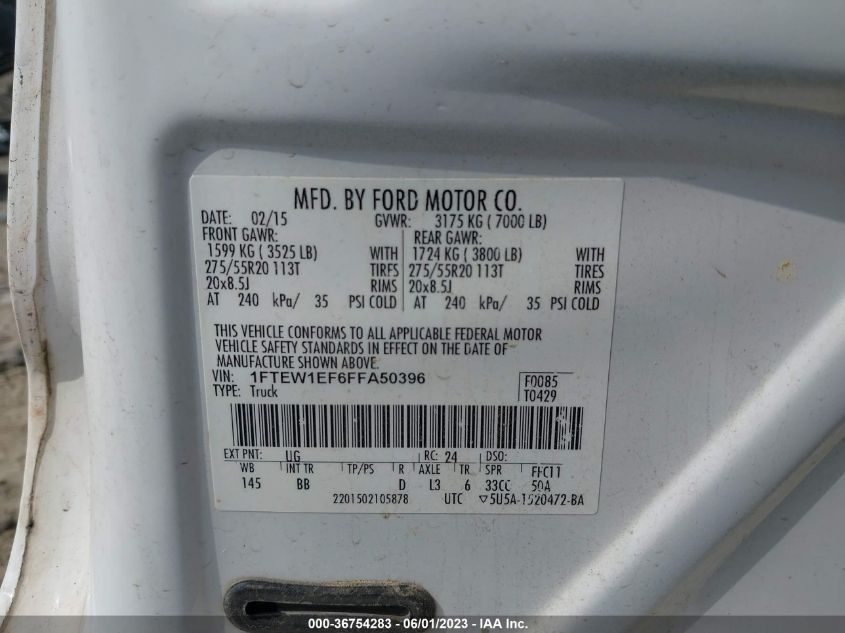 MFD. BY FORD MOTOR CO.
DATE: 02/15 GVWR: 3175 KG ( 7000 LB)
FRONT GAWR: REAR GAWR:
1599 KG ( 3525 LB) WITH 1724 KG ( 3800 LB) WITH
275/55R20 113T TIRES 275/55R20 113T TIRES
20x8.5J RIMS 20x8.5J RIMS
AT 240 kPa/ 35 PSI COLD AT 240 kPa/ 35 PSI COLD
THIS VEHICLE CONFORMS TO ALL APPLICABLE FEDERAL MOTOR
VEHICLE SAFETY STANDARDS IN EFFECT ON THE DATE OF
MANUFACTURE SHOWN ABOVE.
VIN: 1FTEW1EF6FFA50396 F0085
TYPE: Truck T0429
EXT PNT: UG RC: 24 DSO:
WB INT TR TP/PS R AXLE TR SPR
145 BB D L3 6 33CC 50A
2201502105878 UTC ▽5U5A-1520472-BA
000-36754283 - 06/01/2023 - IAA Inc.